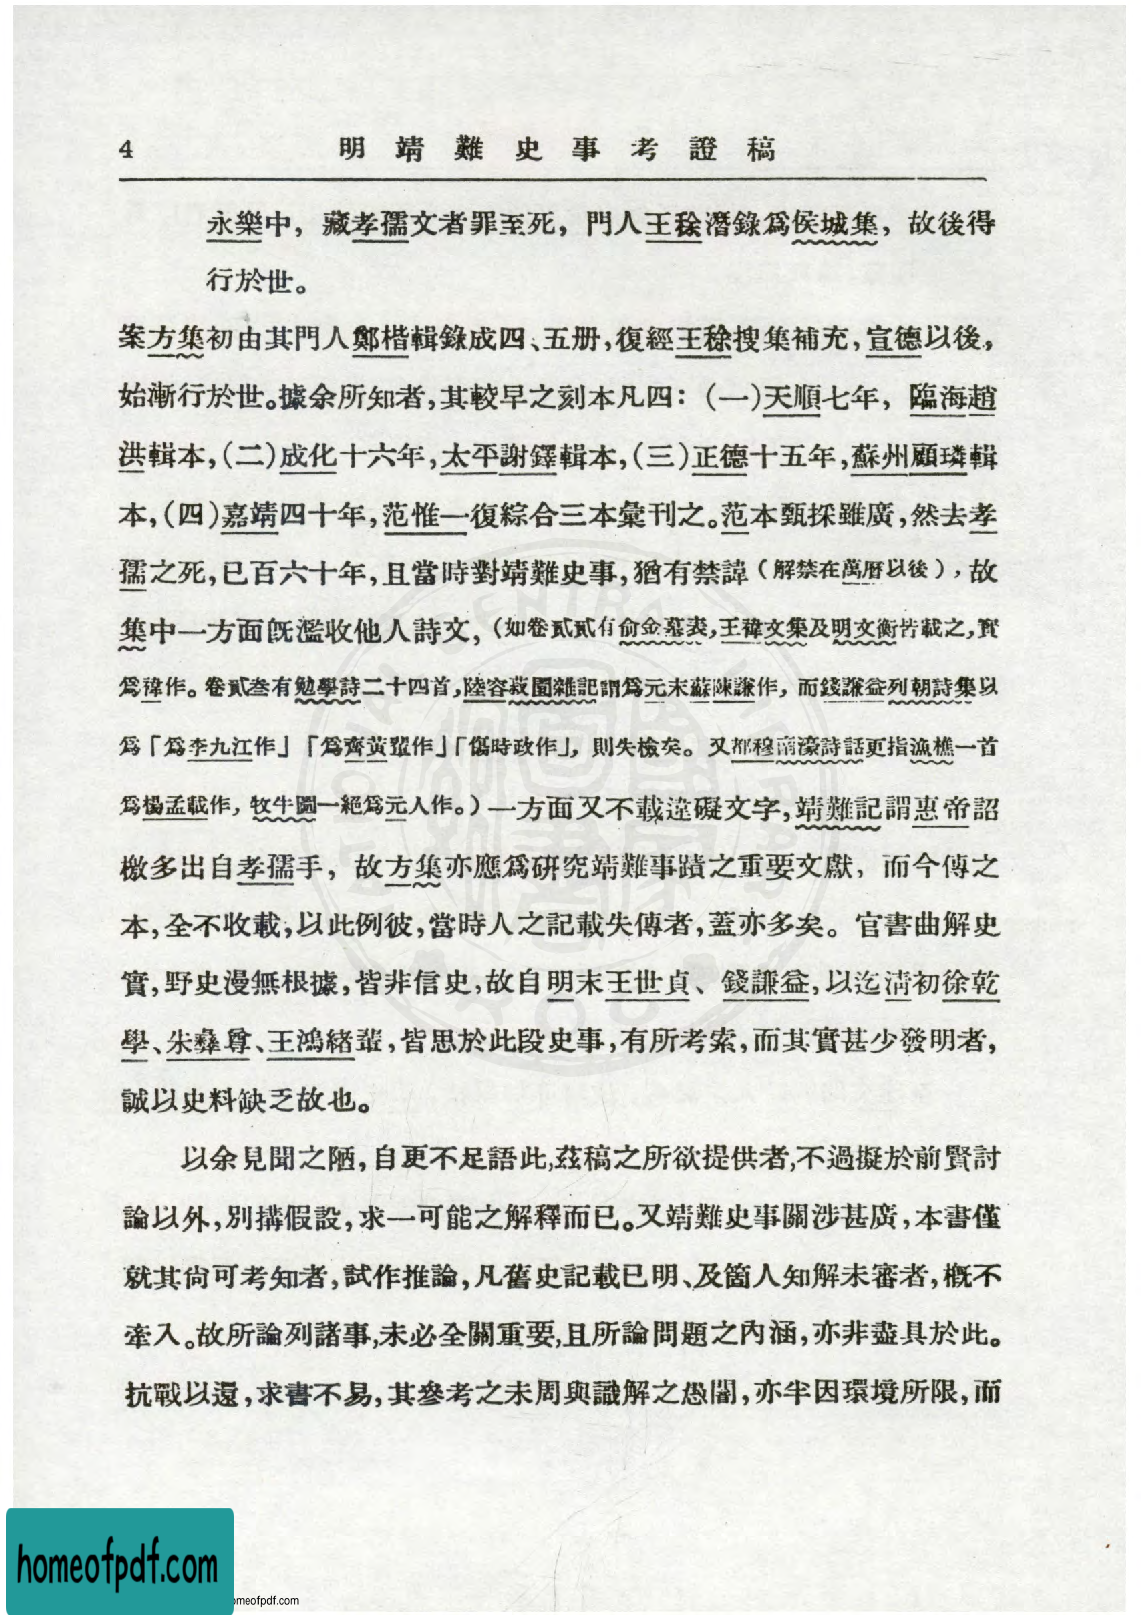 4 明靖難史事考證稿
永樂中，藏孝孺文者罪至死，門人王稌潛錄爲侯城集，故後得
行於世。
案方集初由其門人鄭楷輯錄成四、五册，復經王稌搜集補充，宣德以後，
始漸行於世。據余所知者，其較早之刻本凡四：（一）天順七年，臨海趙
洪輯本，（二）成化十六年，太平謝鐸輯本，（三）正德十五年，蘇州顧璘輯
本，（四）嘉靖四十年，范惟一復綜合三本彙刊之。范本甄採雖廣，然去孝
孺之死，已百六十年，且當時對靖難史事，猶有禁諱（解禁在萬曆以後），故
集中一方面旣濫收他人詩文，（如卷貳貳有俞金墓表，王褘文集及明文衡皆載之，實
爲褘作。卷貳叁有勉學詩二十四首，陸容菽園雜記謂爲元末蘇陳謙作，而錢謙益列朝詩集以
爲「爲李九江作」「爲齊黃輩作」「傷時政作」，則失檢矣。又都穆南濠詩話更指漁樵一首
爲楊孟載作，牧牛圖一絕爲元人作。）一方面又不載違礙文字，靖難記謂惠帝詔
檄多出自孝孺手，故方集亦應爲研究靖難事蹟之重要文獻，而今傳之
本，全不收載，以此例彼，當時人之記載失傳者，蓋亦多矣。官書曲解史
實，野史漫無根據，皆非信史，故自明末王世貞、錢謙益，以迄淸初徐乾
學、朱彝尊、王鴻緒輩，皆思於此段史事，有所考索，而其實甚少發明者，
誠以史料缺乏故也。
以余見聞之陋，自更不足語此，茲稿之所欲提供者，不過擬於前賢討
論以外，別搆假設，求一可能之解釋而已。又靖難史事關涉甚廣，本書僅
就其尙可考知者，試作推論，凡舊史記載已明、及箇人知解未審者，概不
牽入。故所論列諸事，未必全關重要，且所論問題之內涵，亦非盡具於此。
抗戰以還，求書不易，其參考之未周與識解之愚闇，亦半因環境所限，而
homeofpdf.com
omeofpdf.com